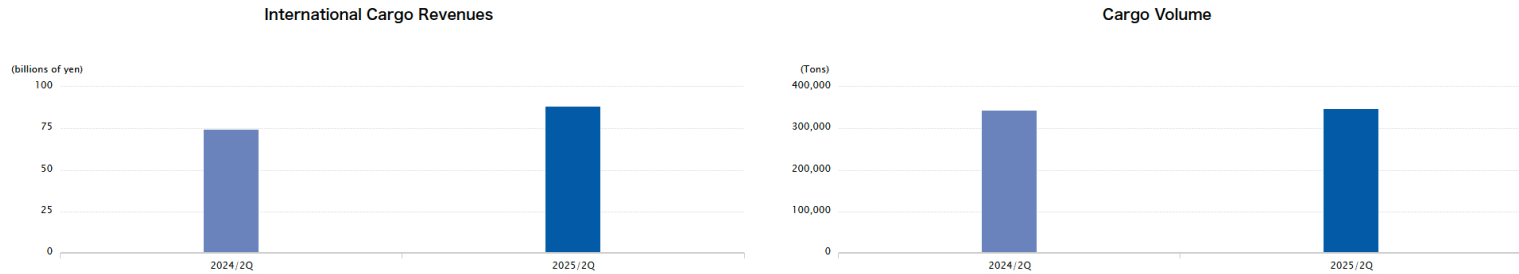 International Cargo Revenues
(billions of yen)
100
75
50
25
0
2024/2Q
2025/2Q
Cargo Volume
(Tons)
400,000
300,000
200,000
100,000
0
2024/2Q
2025/2Q